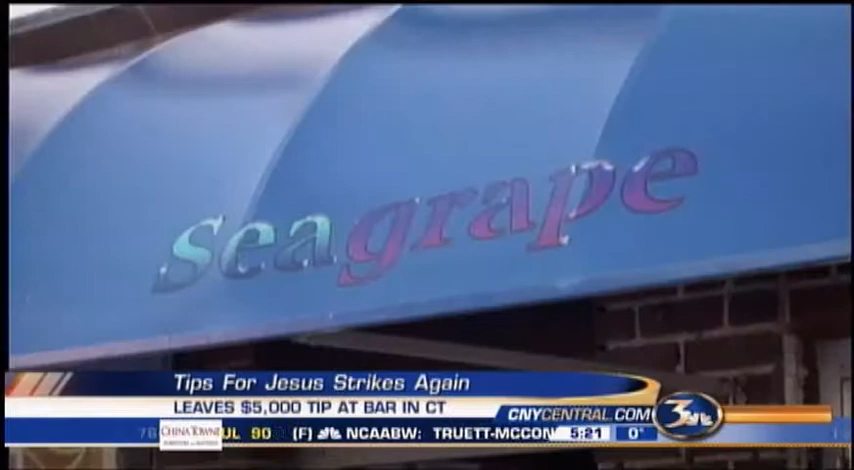 Seagrape
Tips For Jesus Strikes Again
LEAVES $5,000 TIP AT BAR IN CT
CNYCENTRAL.COM 3
CHINA TOWNE UL 90 (F) NCAABW: TRUETT-MCCON 5:21 0°